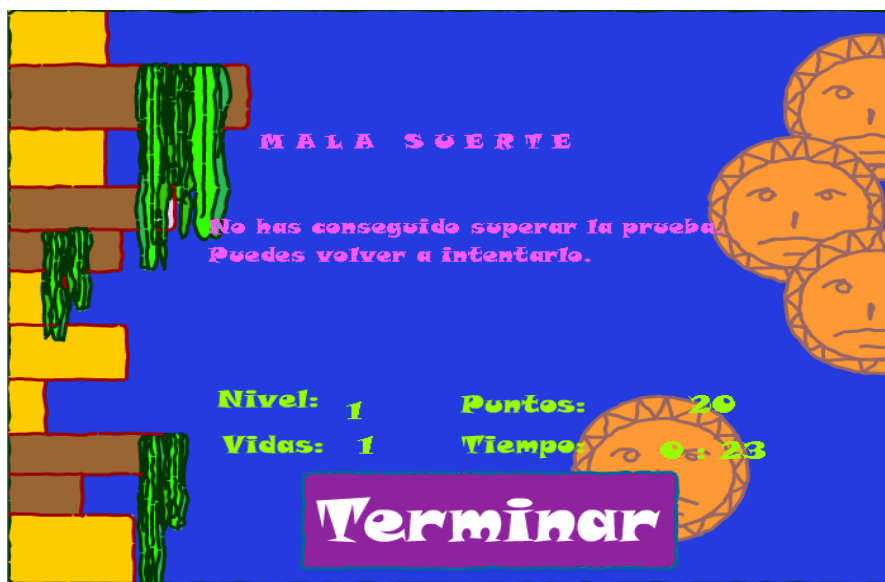 MALA SUERTE
No has conseguido superar la prueba.
Puedes volver a intentarlo.
Nivel: 1 Puntos: 20
Vidas: 1 Tiempo: 0 : 23
Terminar